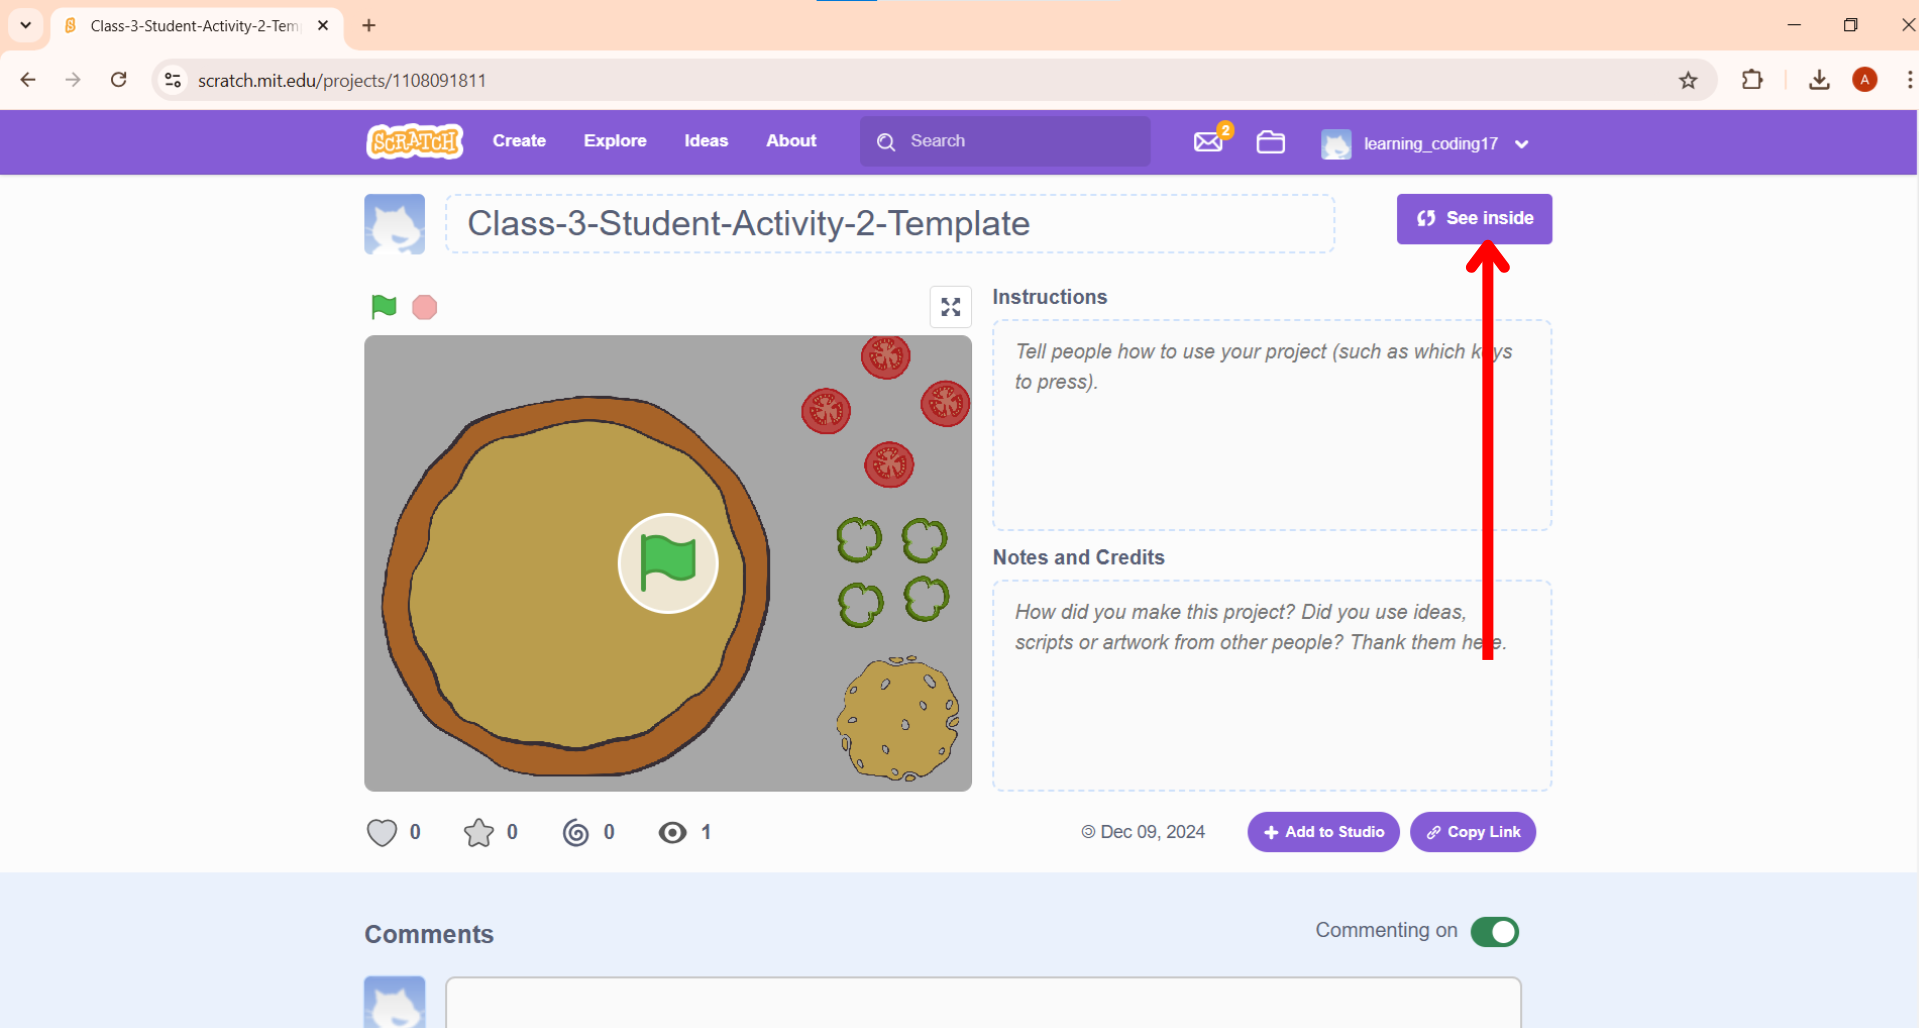 Class-3-Student-Activity-2-Tem
scratch.mit.edu/projects/1108091811
A
SCRATCH
Create
Explore
Ideas
About
Search
2
learning_coding17
Class-3-Student-Activity-2-Template
See inside
Instructions
Tell people how to use your project (such as which keys
to press).
Notes and Credits
How did you make this project? Did you use ideas,
scripts or artwork from other people? Thank them here.
0
0
0
1
© Dec 09, 2024
Add to Studio
Copy Link
Comments
Commenting on